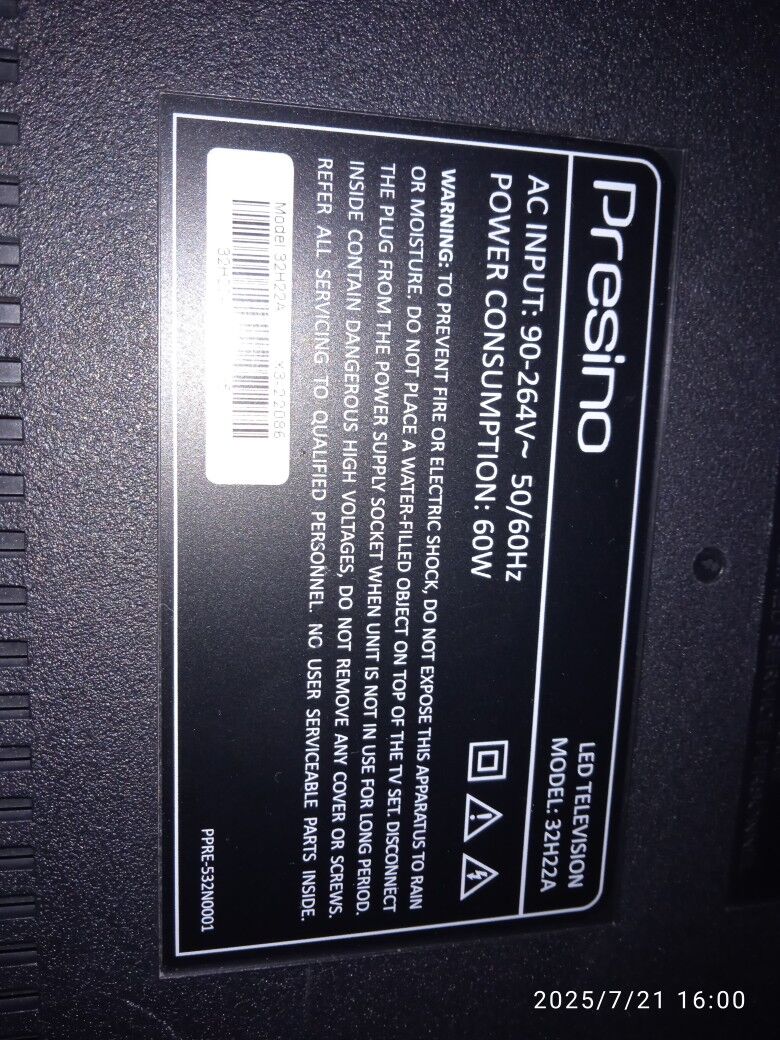 Presino
LED TELEVISION
MODEL: 32H22A
AC INPUT: 90-264V~ 50/60Hz
POWER CONSUMPTION: 60W
WARNING: TO PREVENT FIRE OR ELECTRIC SHOCK, DO NOT EXPOSE THIS APPARATUS TO RAIN
OR MOISTURE. DO NOT PLACE A WATER-FILLED OBJECT ON TOP OF THE TV SET. DISCONNECT
THE PLUG FROM THE POWER SUPPLY SOCKET WHEN UNIT IS NOT IN USE FOR LONG PERIOD.
INSIDE CONTAIN DANGEROUS HIGH VOLTAGES, DO NOT REMOVE ANY COVER OR SCREWS.
REFER ALL SERVICING TO QUALIFIED PERSONNEL. NO USER SERVICEABLE PARTS INSIDE.
Model 32H22A
PPRE-532N0001
2025/7/21 16:00